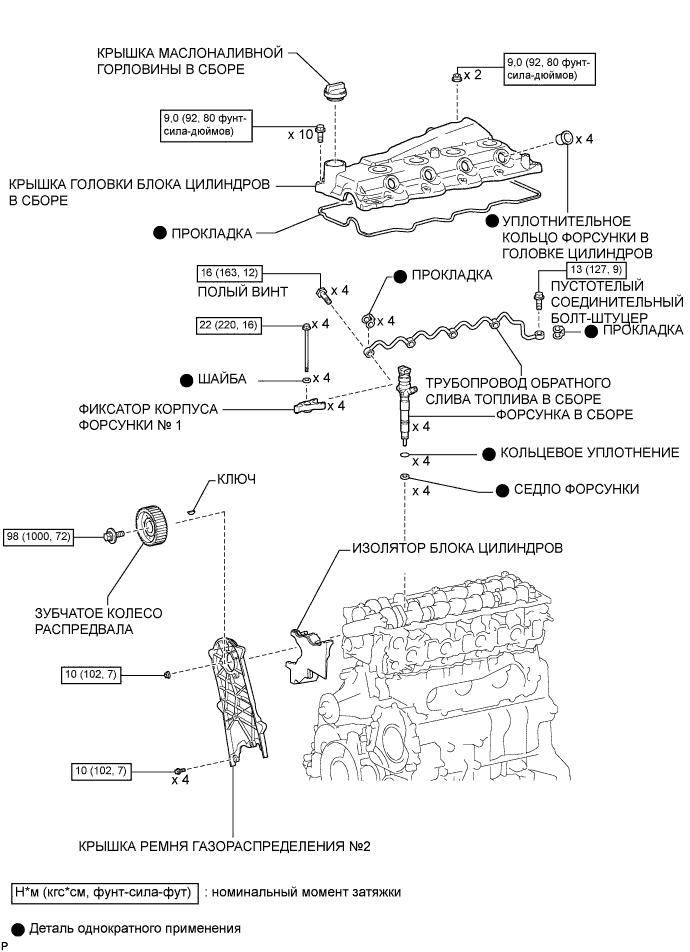 КРЫШКА МАСЛОНАЛИВНОЙ
ГОРЛОВИНЫ В СБОРЕ
9,0 (92, 80 фунт-
сила-дюймов)
x 2
9,0 (92, 80 фунт-
сила-дюймов)
x 10
x 4
КРЫШКА ГОЛОВКИ БЛОКА ЦИЛИНДРОВ
В СБОРЕ
ПРОКЛАДКА
УПЛОТНИТЕЛЬНОЕ
КОЛЬЦО ФОРСУНКИ В
ГОЛОВКЕ ЦИЛИНДРОВ
16 (163, 12)
ПОЛЫЙ ВИНТ
x 4
ПРОКЛАДКА
x 4
13 (127, 9)
ПУСТОТЕЛЫЙ
СОЕДИНИТЕЛЬНЫЙ
БОЛТ-ШТУЦЕР
ПРОКЛАДКА
22 (220, 16)
x 4
ШАЙБА
x 4
ФИКСАТОР КОРПУСА
ФОРСУНКИ № 1
x 4
ТРУБОПРОВОД ОБРАТНОГО
СЛИВА ТОПЛИВА В СБОРЕ
ФОРСУНКА В СБОРЕ
x 4
КОЛЬЦЕВОЕ УПЛОТНЕНИЕ
x 4
СЕДЛО ФОРСУНКИ
x 4
КЛЮЧ
98 (1000, 72)
ЗУБЧАТОЕ КОЛЕСО
РАСПРЕДВАЛА
ИЗОЛЯТОР БЛОКА ЦИЛИНДРОВ
10 (102, 7)
10 (102, 7)
x 4
КРЫШКА РЕМНЯ ГАЗОРАСПРЕДЕЛЕНИЯ №2
Н*м (кгс*см, фунт-сила-фут) : номинальный момент затяжки
Деталь однократного применения
P